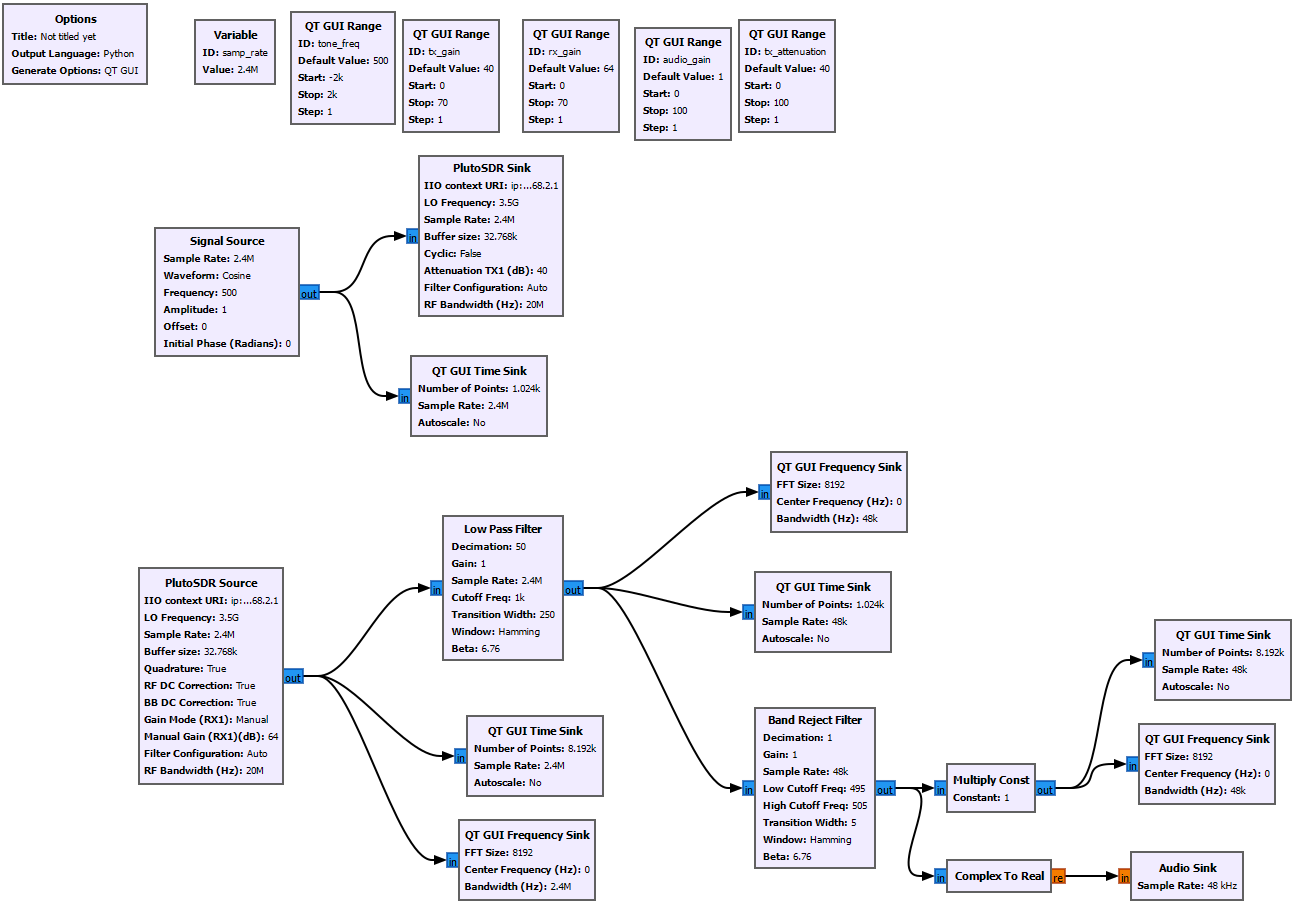 Options
Title: Not titled yet
Output Language: Python
Generate Options: QT GUI
Variable
ID: samp_rate
Value: 2.4M
QT GUI Range
ID: tone_freq
Default Value: 500
Start: -2k
Stop: 2k
Step: 1
QT GUI Range
ID: tx_gain
Default Value: 40
Start: 0
Stop: 70
Step: 1
QT GUI Range
ID: rx_gain
Default Value: 64
Start: 0
Stop: 70
Step: 1
QT GUI Range
ID: audio_gain
Default Value: 1
Start: 0
Stop: 100
Step: 1
QT GUI Range
ID: tx_attenuation
Default Value: 40
Start: 0
Stop: 100
Step: 1
Signal Source
Sample Rate: 2.4M
Waveform: Cosine
Frequency: 500
Amplitude: 1
Offset: 0
Initial Phase (Radians): 0
out
in
PlutoSDR Sink
IIO context URI: ip:...68.2.1
LO Frequency: 3.5G
Sample Rate: 2.4M
Buffer size: 32.768k
Cyclic: False
Attenuation TX1 (dB): 40
Filter Configuration: Auto
RF Bandwidth (Hz): 20M
in
QT GUI Time Sink
Number of Points: 1.024k
Sample Rate: 2.4M
Autoscale: No
PlutoSDR Source
IIO context URI: ip:...68.2.1
LO Frequency: 3.5G
Sample Rate: 2.4M
Buffer size: 32.768k
Quadrature: True
RF DC Correction: True
BB DC Correction: True
Gain Mode (RX1): Manual
Manual Gain (RX1)(dB): 64
Filter Configuration: Auto
RF Bandwidth (Hz): 20M
out
in
Low Pass Filter
Decimation: 50
Gain: 1
Sample Rate: 2.4M
Cutoff Freq: 1k
Transition Width: 250
Window: Hamming
Beta: 6.76
out
in
QT GUI Time Sink
Number of Points: 8.192k
Sample Rate: 2.4M
Autoscale: No
in
QT GUI Frequency Sink
FFT Size: 8192
Center Frequency (Hz): 0
Bandwidth (Hz): 2.4M
in
QT GUI Frequency Sink
FFT Size: 8192
Center Frequency (Hz): 0
Bandwidth (Hz): 48k
in
QT GUI Time Sink
Number of Points: 1.024k
Sample Rate: 48k
Autoscale: No
in
Band Reject Filter
Decimation: 1
Gain: 1
Sample Rate: 48k
Low Cutoff Freq: 495
High Cutoff Freq: 505
Transition Width: 5
Window: Hamming
Beta: 6.76
out
in
Multiply Const
Constant: 1
out
in
QT GUI Time Sink
Number of Points: 8.192k
Sample Rate: 48k
Autoscale: No
in
QT GUI Frequency Sink
FFT Size: 8192
Center Frequency (Hz): 0
Bandwidth (Hz): 48k
in
Complex To Real
re
in
Audio Sink
Sample Rate: 48 kHz